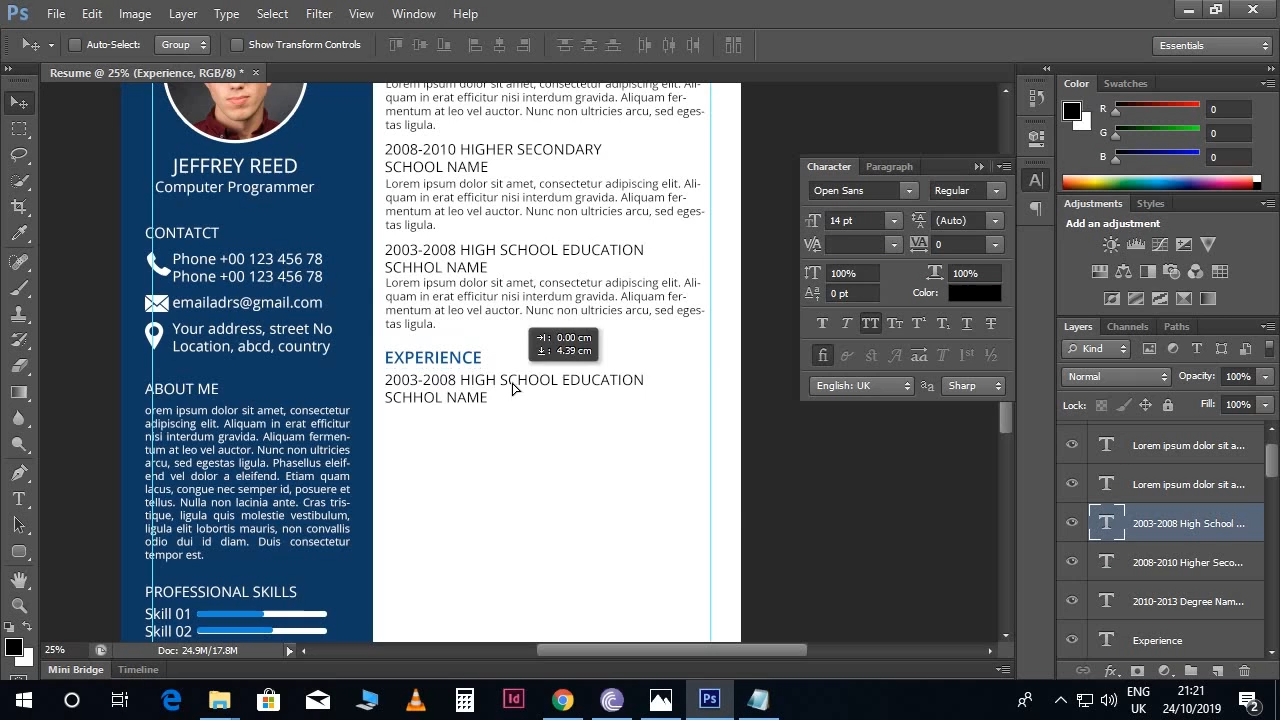 Ps File Edit Image Layer Type Select Filter View Window Help
Auto-Select: Group Show Transform Controls Essentials
Resume @ 25% (Experience, RGB/8) * ×
JEFFREY REED
Computer Programmer
CONTATCT
Phone +00 123 456 78
Phone +00 123 456 78
emailadrs@gmail.com
Your address, street No
Location, abcd, country
ABOUT ME
orem ipsum dolor sit amet, consectetur
adipiscing elit. Aliquam in erat efficitur
nisi interdum gravida. Aliquam fermen-
tum at leo vel auctor. Nunc non ultricies
arcu, sed egestas ligula. Phasellus eleif-
end vel dolor a eleifend. Etiam quam
lacus, congue nec semper id, posuere et
tellus. Nulla non lacinia ante. Cras tris-
tique, ligula quis molestie vestibulum,
ligula elit lobortis mauris, non convallis
odio dui id diam. Duis consectetur
tempor est.
PROFESSIONAL SKILLS
Skill 01
Skill 02
Lorem ipsum dolor sit amet, consectetur adipiscing elit. Ali-
quam in erat efficitur nisi interdum gravida. Aliquam fer-
mentum at leo vel auctor. Nunc non ultricies arcu, sed eges-
tas ligula.
2008-2010 HIGHER SECONDARY
SCHOOL NAME
Lorem ipsum dolor sit amet, consectetur adipiscing elit. Ali-
quam in erat efficitur nisi interdum gravida. Aliquam fer-
mentum at leo vel auctor. Nunc non ultricies arcu, sed eges-
tas ligula.
2003-2008 HIGH SCHOOL EDUCATION
SCHHOL NAME
Lorem ipsum dolor sit amet, consectetur adipiscing elit. Ali-
quam in erat efficitur nisi interdum gravida. Aliquam fer-
mentum at leo vel auctor. Nunc non ultricies arcu, sed eges-
tas ligula.
0.00 cm
4.39 cm
EXPERIENCE
2003-2008 HIGH SCHOOL EDUCATION
SCHHOL NAME
Character Paragraph
Open Sans Regular
14 pt (Auto)
0
100% 100%
0 pt Color:
T T TT Tr T¹ T₁ T T
fi st A aa T 1st ½
English: UK aa Sharp
Color Swatches
R 0
G 0
B 0
Adjustments Styles
Add an adjustment
Layers Channels Paths
Kind
Normal Opacity: 100%
Lock: Fill: 100%
T Lorem ipsum dolor sit a...
T Lorem ipsum dolor sit a...
T 2003-2008 High School ...
T 2008-2010 Higher Seco...
T 2010-2013 Degree Nam...
T Experience
fx
25% Doc: 24.9M/17.8M
Mini Bridge Timeline
e Id Ps
ENG
UK
21:21
24/10/2019
2